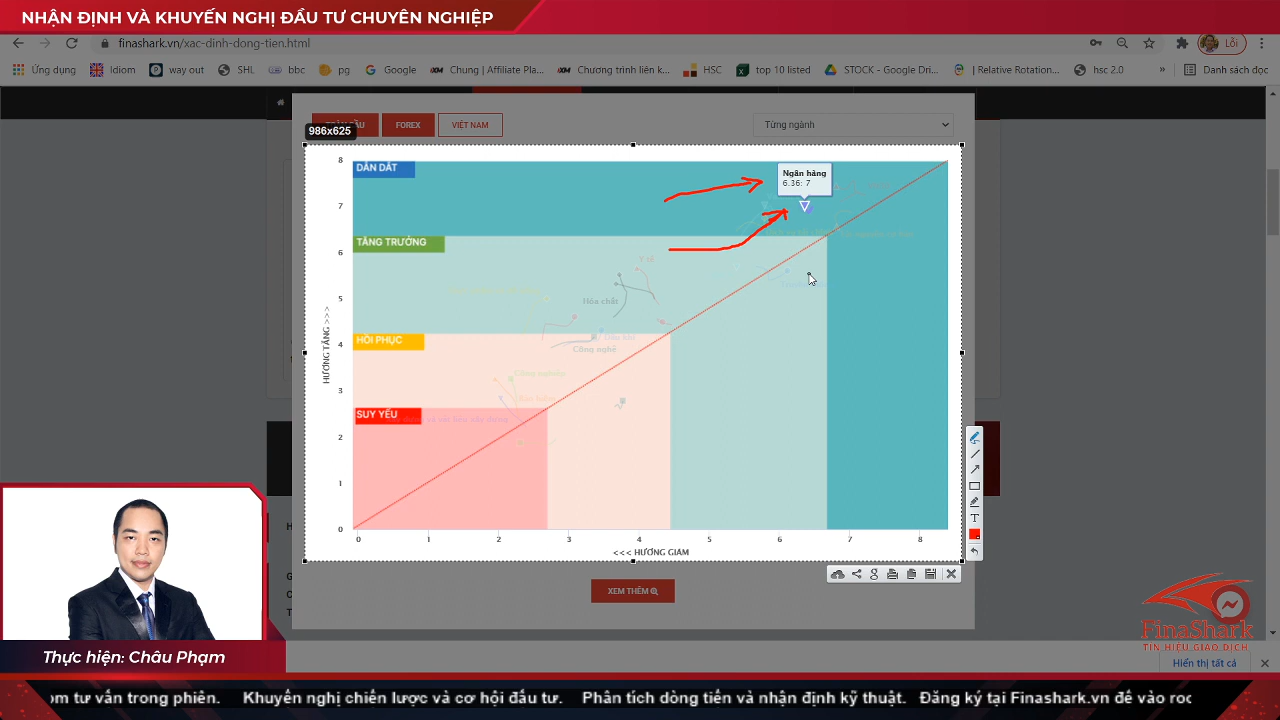 NHẬN ĐỊNH VÀ KHUYẾN NGHỊ ĐẦU TƯ CHUYÊN NGHIỆP
finashark.vn/xac-dinh-dong-tien.html
Lỗi
Ứng dụng
Idiom
way out
SHL
bbc
pg
Google
Chung | Affiliate Pla...
Chương trình liên k...
HSC
top 10 listed
STOCK - Google Dri...
| Relative Rotation...
hsc 2.0
»
Danh sách đọc
986x625
FOREX
VIỆT NAM
Từng ngành
8
7
6
5
4
3
2
1
0
DẪN DẮT
Ngân hàng
6.36: 7
TĂNG TRƯỞNG
Y tế
Hóa chất
HỒI PHỤC
Công nghệ
Công nghiệp
SUY YẾU
HƯỚNG TĂNG >>>
0
1
2
3
4
5
6
7
8
<<< HƯỚNG GIẢM
XEM THÊM
FinaShark
TÍN HIỆU GIAO DỊCH
Thực hiện: Châu Phạm
Hiển thị tất cả
tư vấn trong phiên.
Khuyến nghị chiến lược và cơ hội đầu tư.
Phân tích dòng tiền và nhận định kỹ thuật.
Đăng ký tại Finashark.vn để vào